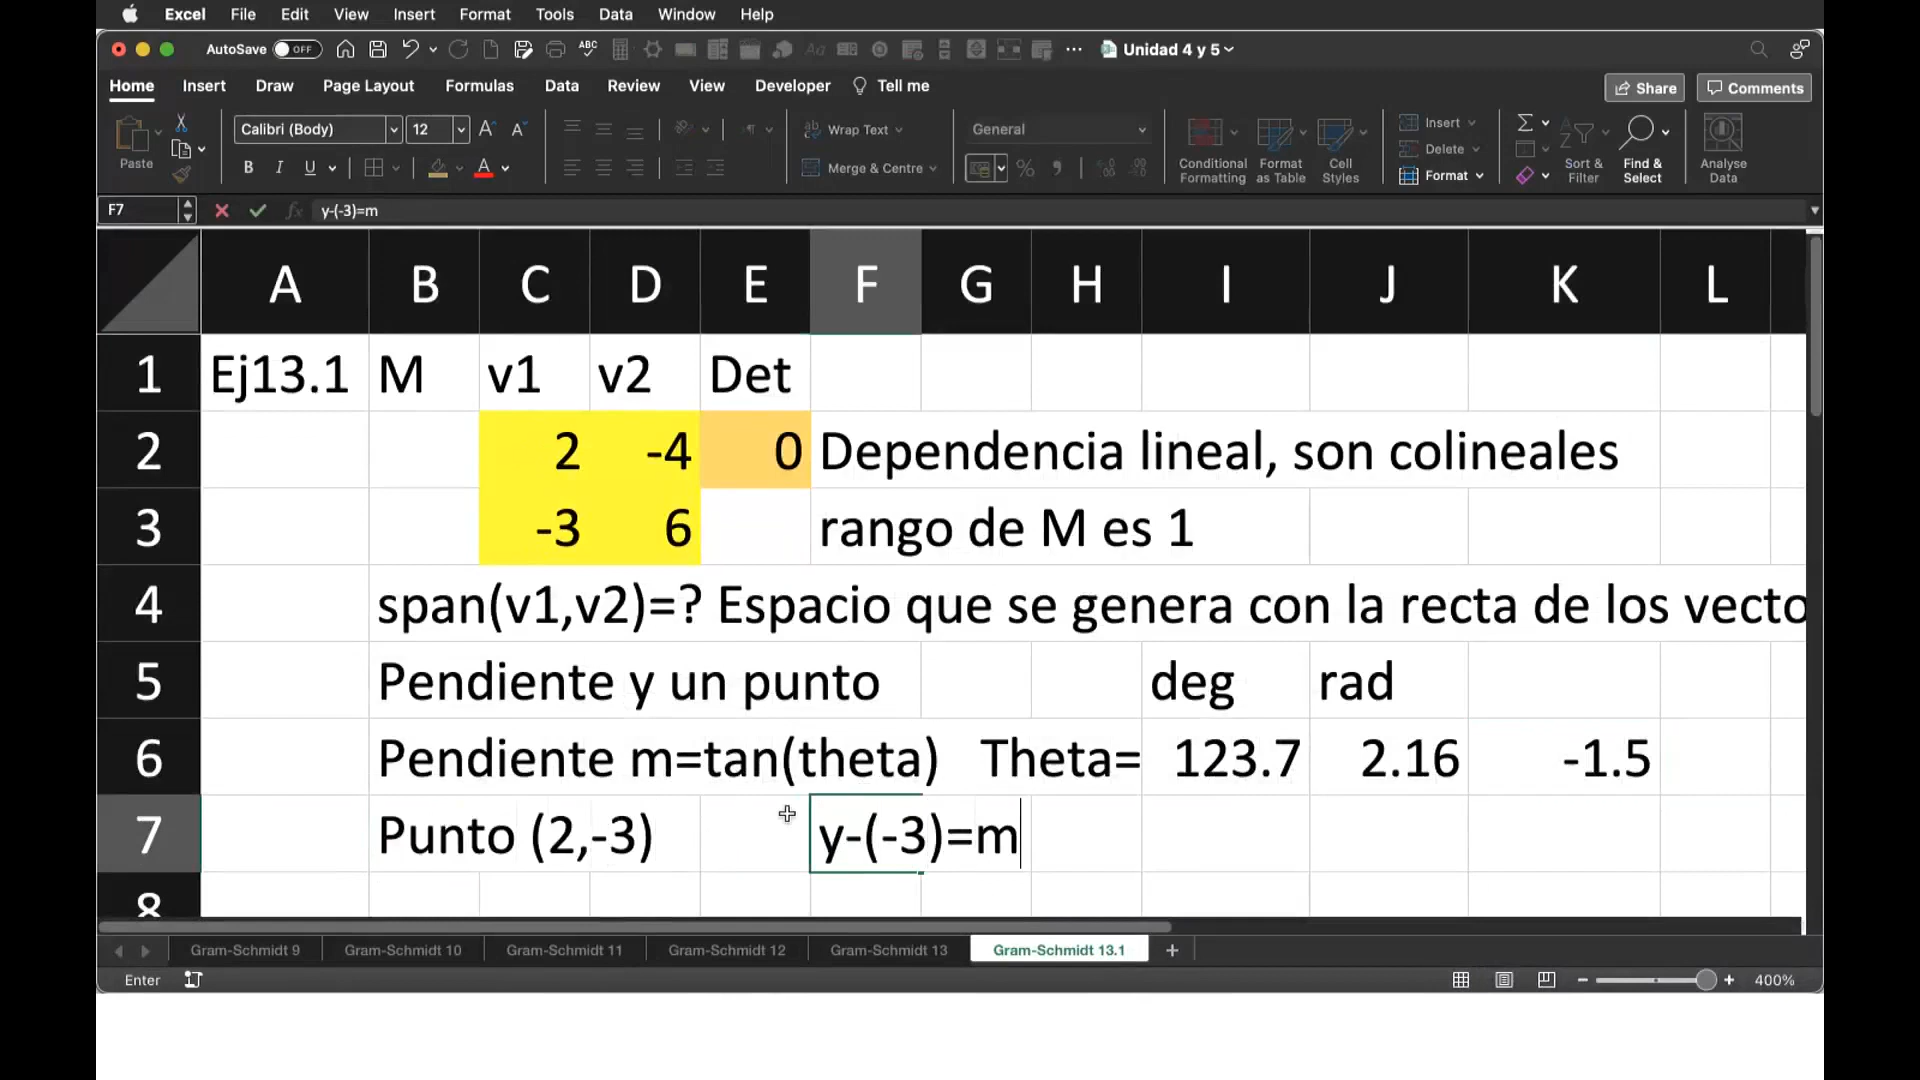 Excel File Edit View Insert Format Tools Data Window Help
AutoSave OFF ABC Aa ... Unidad 4 y 5
Home Insert Draw Page Layout Formulas Data Review View Developer Tell me Share Comments
Paste Calibri (Body) 12 A A Wrap Text General Insert
B I U A Merge & Centre % Conditional Formatting Format as Table Cell Styles Delete Format Sort & Filter Find & Select Analyse Data
F7 fx y-(-3)=m
A B C D E F G H I J K L
1 Ej13.1 M v1 v2 Det
2 2 -4 0 Dependencia lineal, son colineales
3 -3 6 rango de M es 1
4 span(v1,v2)=? Espacio que se genera con la recta de los vecto
5 Pendiente y un punto deg rad
6 Pendiente m=tan(theta) Theta= 123.7 2.16 -1.5
7 Punto (2,-3) y-(-3)=m
8
Gram-Schmidt 9 Gram-Schmidt 10 Gram-Schmidt 11 Gram-Schmidt 12 Gram-Schmidt 13 Gram-Schmidt 13.1 +
Enter - + 400%